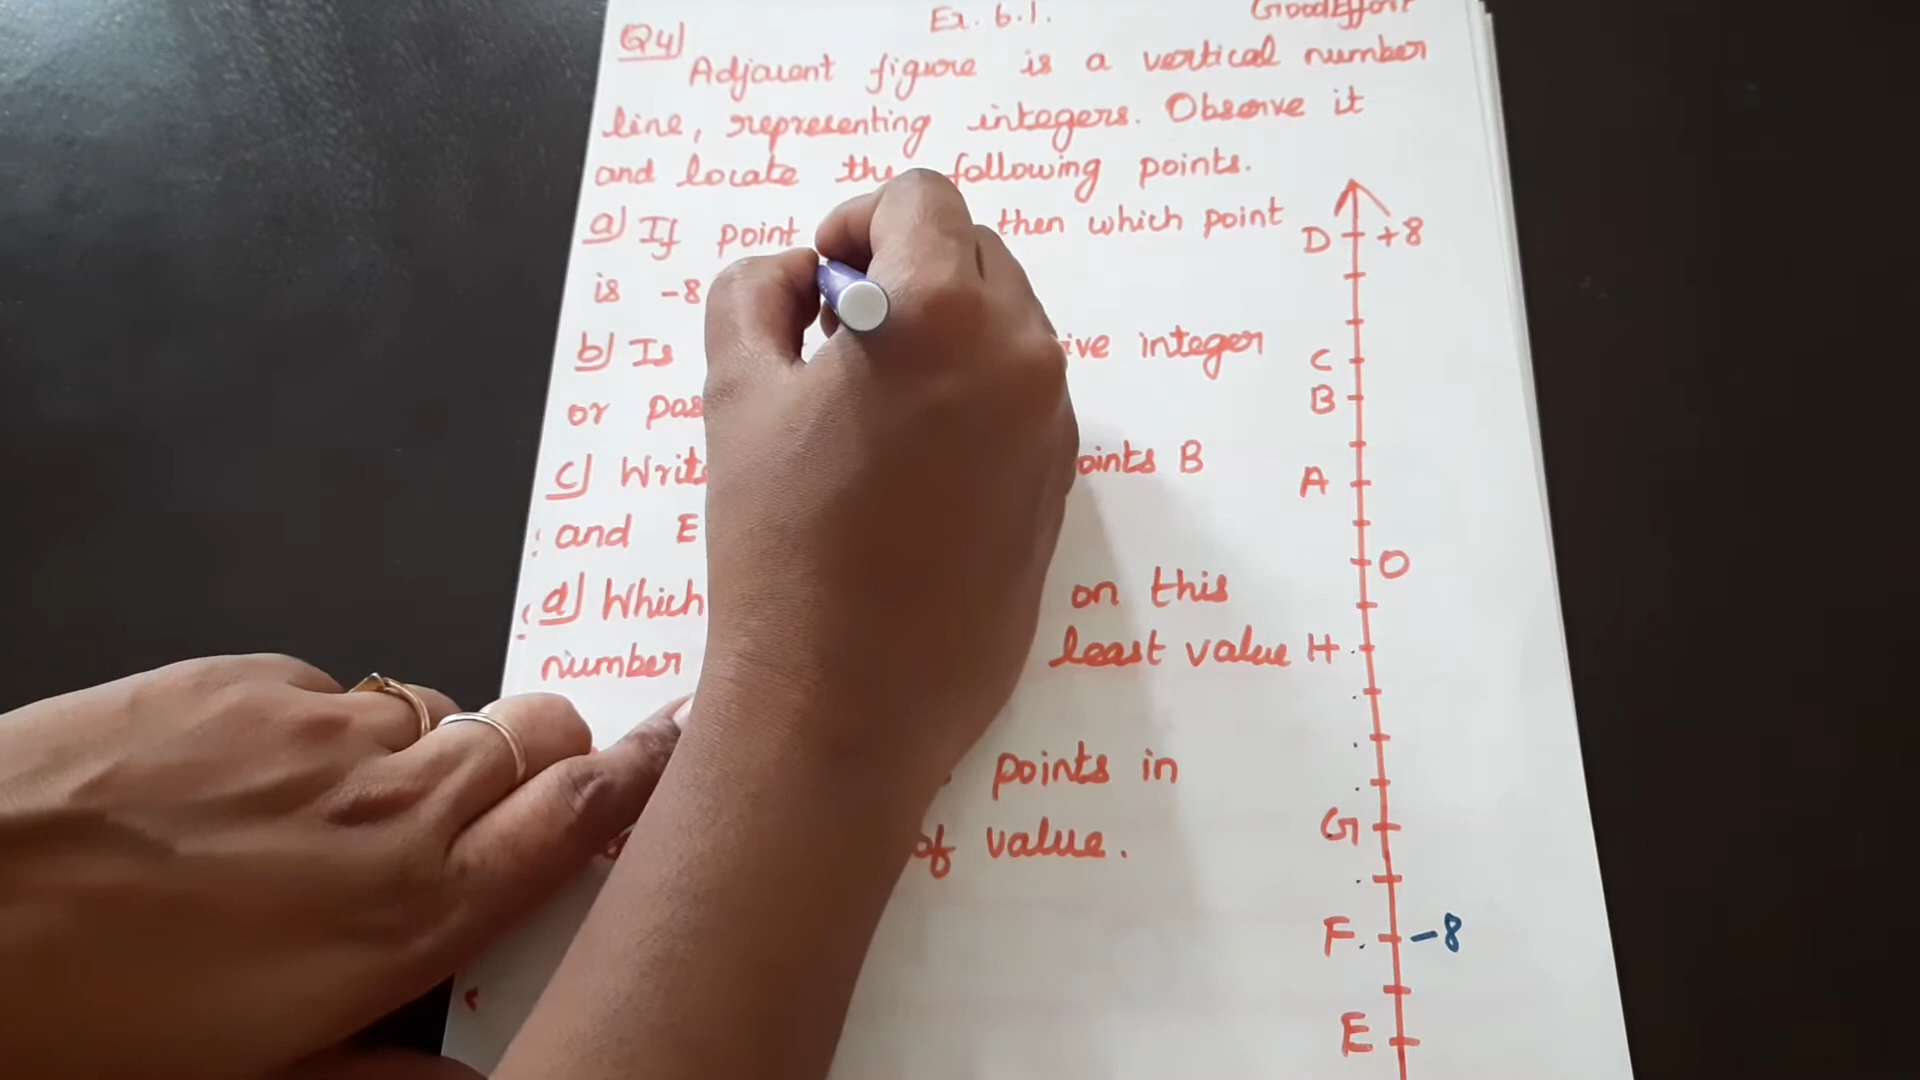 Ex. 6.1.
GoodEffort
Q4)
Adjacent figure is a vertical number
line, representing integers. Observe it
and locate the following points.
a) If point then which point
is -8
b) Is ive integer
or
c) Write oints B
and E
d) Which on this
number least value
points in
of value.
D +8
C
B
A
O
H
G
F -8
E